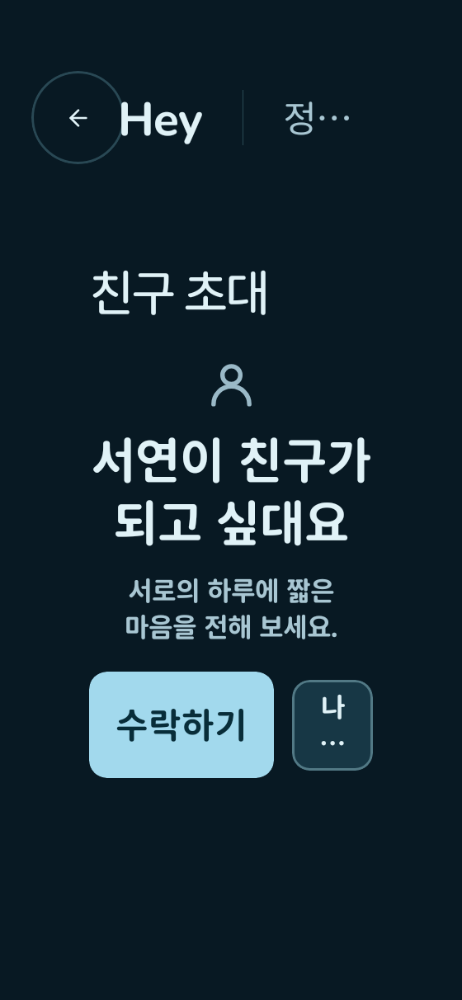 Hey 정…
친구 초대
서연이 친구가
되고 싶대요
서로의 하루에 짧은
마음을 전해 보세요.
수락하기 나
…